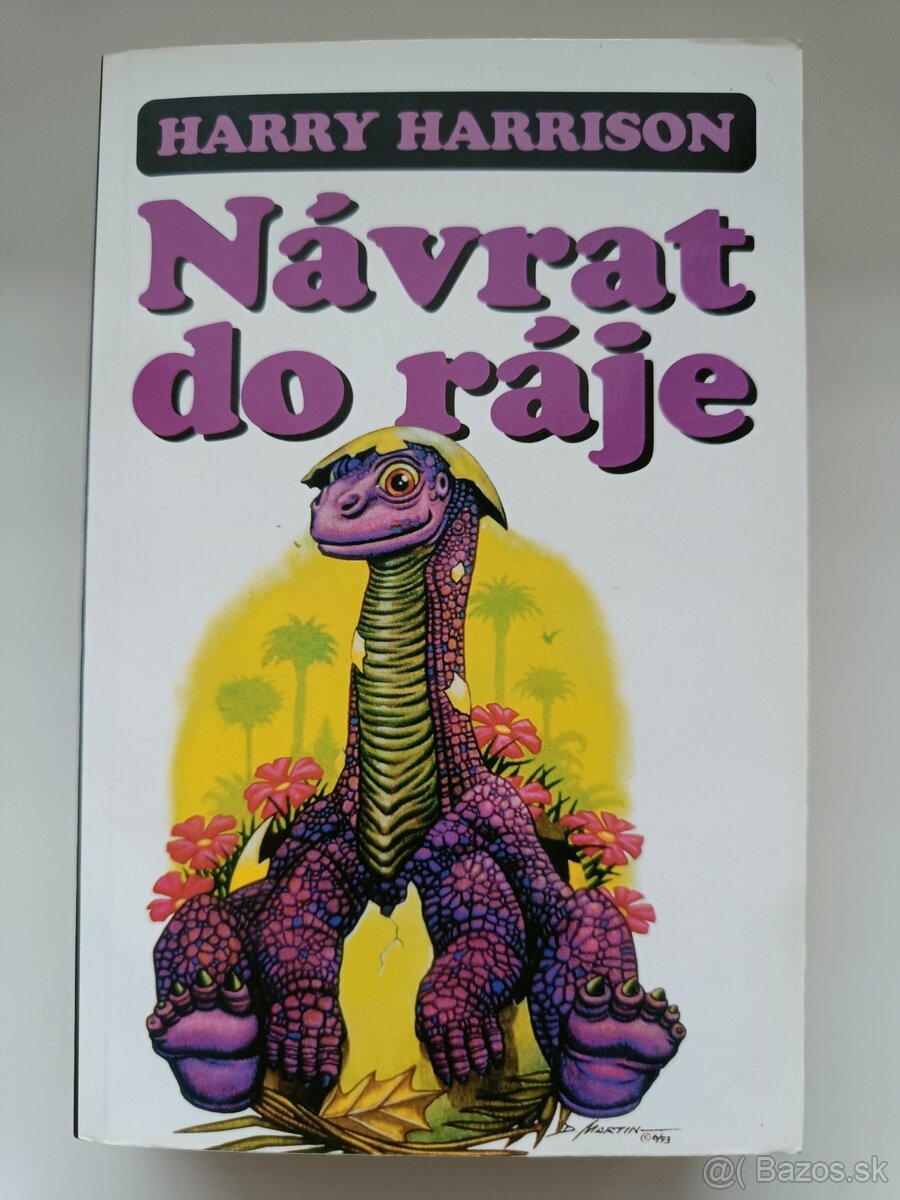 HARRY HARRISON
Návrat
do ráje
D. MARTIN
@( Bazos.sk